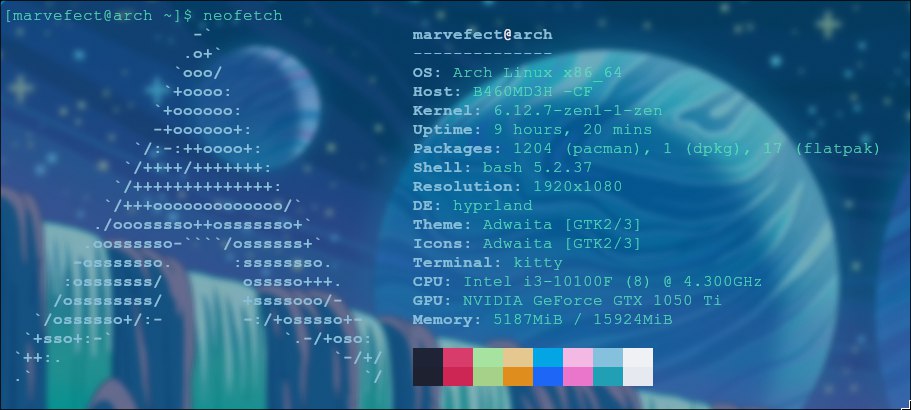 [marvefect@arch ~]$ neofetch
                   -`                    marvefect@arch
                  .o+`                   --------------
                 `ooo/                   OS: Arch Linux x86_64
                `+oooo:                  Host: B460MD3H -CF
               `+oooooo:                 Kernel: 6.12.7-zen1-1-zen
               -+oooooo+:                Uptime: 9 hours, 20 mins
             `/:-:++oooo+:               Packages: 1204 (pacman), 1 (dpkg), 17 (flatpak)
            `/++++/+++++++:              Shell: bash 5.2.37
           `/++++++++++++++:             Resolution: 1920x1080
          `/+++ooooooooooooo/`           DE: hyprland
         ./ooosssso++osssssso+`          Theme: Adwaita [GTK2/3]
        .oossssso-````/ossssss+`         Icons: Adwaita [GTK2/3]
       -osssssso.      :ssssssso.        Terminal: kitty
      :osssssss/        osssso+++.       CPU: Intel i3-10100F (8) @ 4.300GHz
     /ossssssss/        +ssssooo/-       GPU: NVIDIA GeForce GTX 1050 Ti
   `/ossssso+/:-        -:/+osssso+-     Memory: 5187MiB / 15924MiB
  `+sso+:-`                 `.-/+oso:
 `++:.                           `-/+/
 .`                                 `/